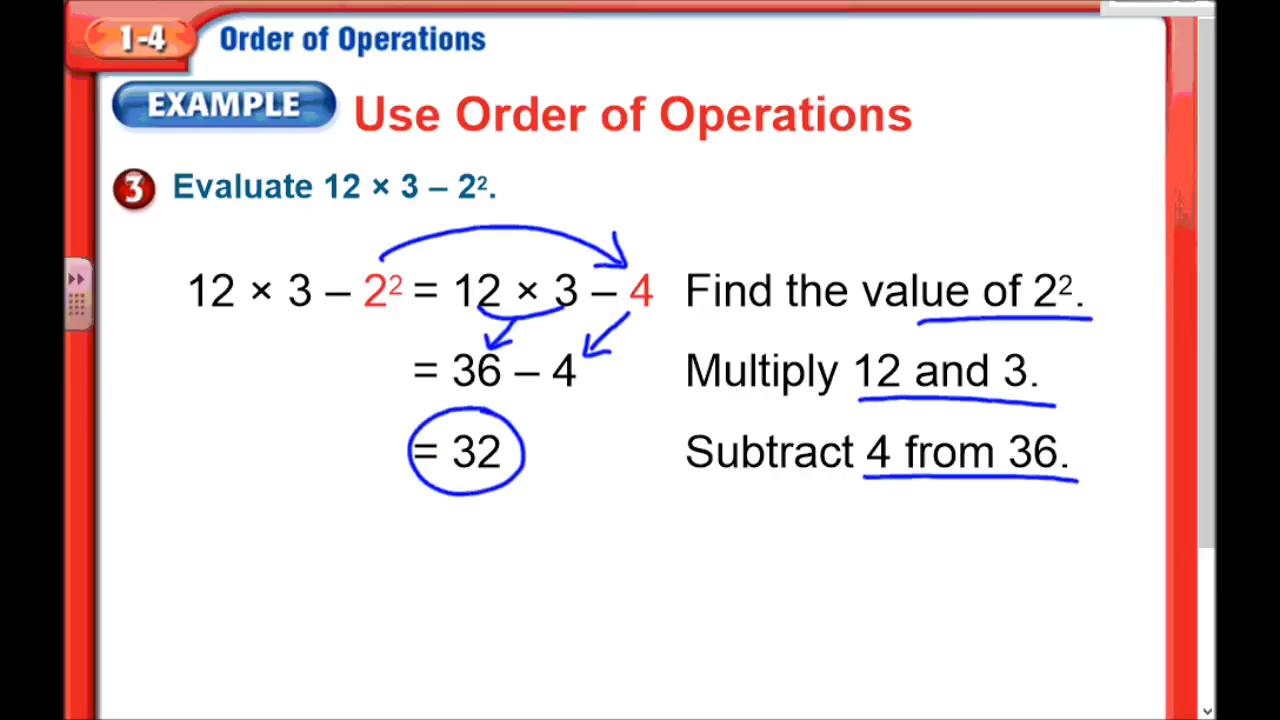 1-4 Order of Operations
EXAMPLE Use Order of Operations
3 Evaluate 12 × 3 – 2².
12 × 3 – 2² = 12 × 3 – 4 Find the value of 2².
= 36 – 4 Multiply 12 and 3.
= 32 Subtract 4 from 36.